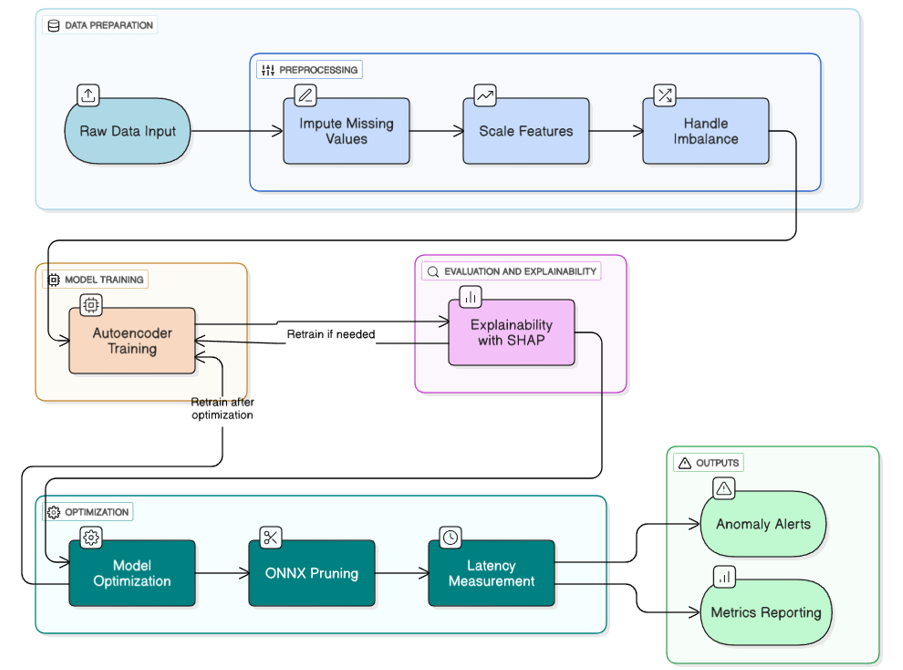 DATA PREPARATION
PREPROCESSING
Raw Data Input
Impute Missing
Values
Scale Features
Handle
Imbalance
MODEL TRAINING
Autoencoder
Training
Retrain if needed
EVALUATION AND EXPLAINABILITY
Explainability
with SHAP
Retrain after
optimization
OPTIMIZATION
Model
Optimization
ONNX Pruning
Latency
Measurement
OUTPUTS
Anomaly Alerts
Metrics Reporting